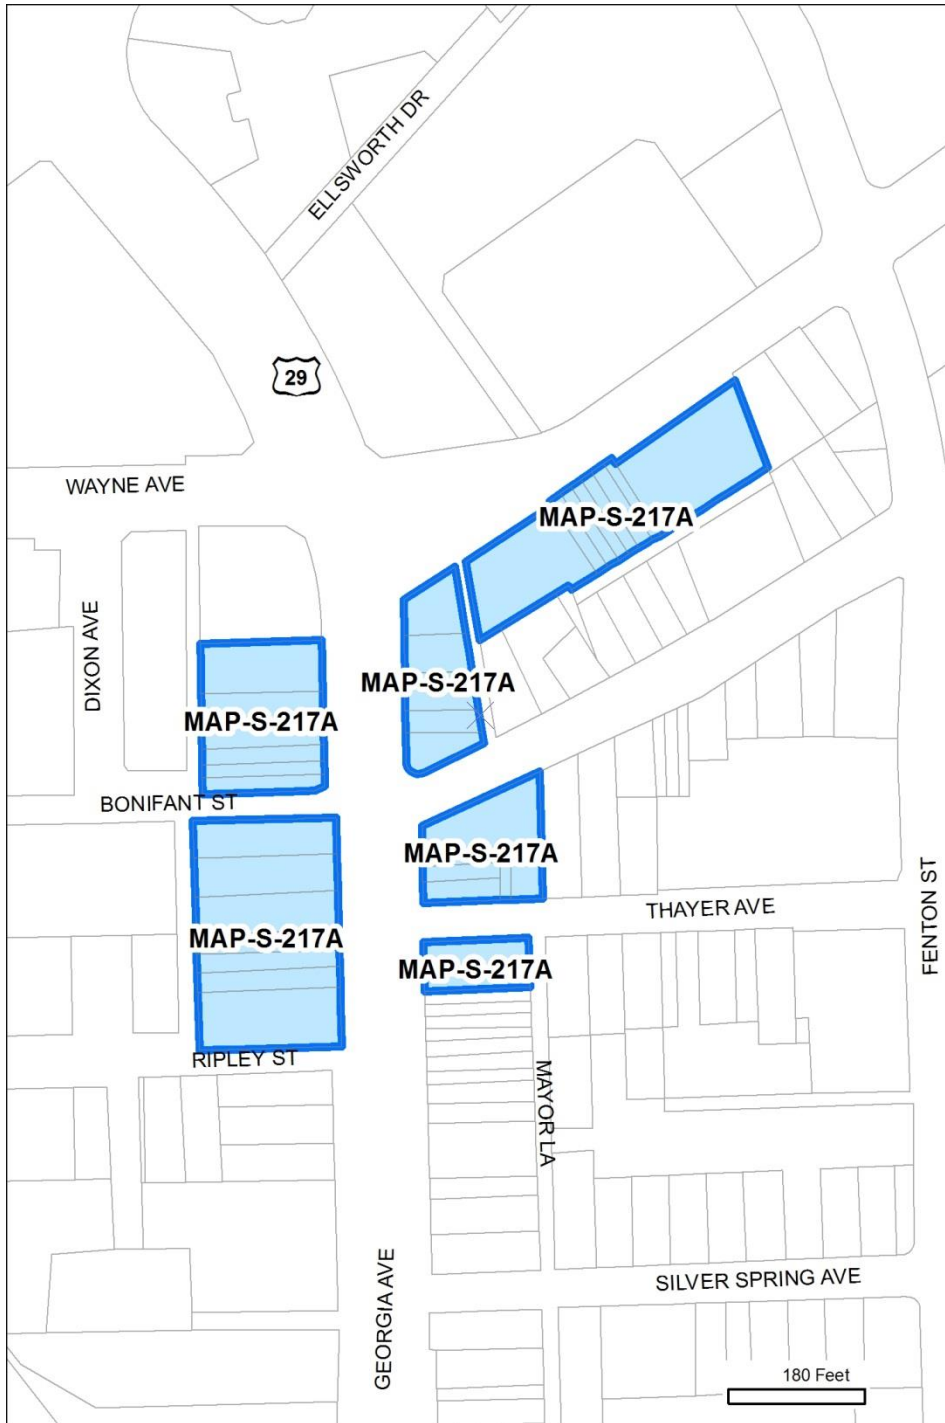 ELLSWORTH DR
29
WAYNE AVE
MAP-S-217A
DIXON AVE
MAP-S-217A
MAP-S-217A
BONIFANT ST
MAP-S-217A
THAYER AVE
FENTON ST
MAP-S-217A
MAP-S-217A
RIPLEY ST
MAYOR LA
GEORGIA AVE
SILVER SPRING AVE
180 Feet